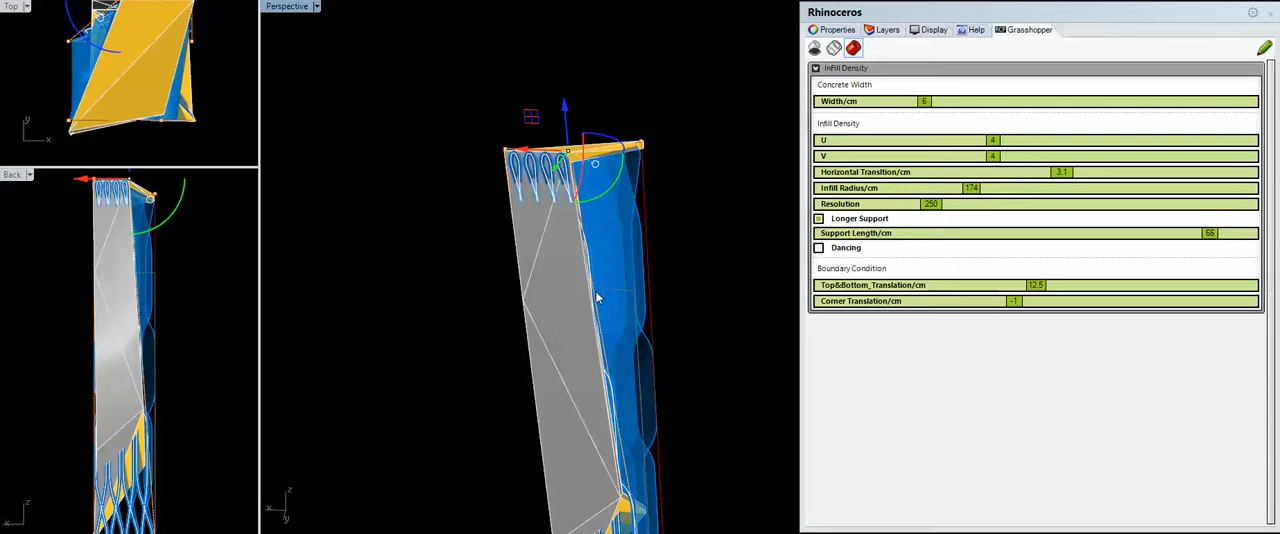 Top
Perspective
Rhinoceros
Properties Layers Display Help Grasshopper
InFill Density
Concrete Width
Width/cm 6
Infill Density
U 4
V 4
Horizontal Transltion/c 3.1
Infill Radius/cm 174
Resolution 250
Longer Support
Support Length/cm 66
Dancing
Boundary Condition
Top&Bottom_Translation/cm 12.5
Corner Translation/cm -1
Back
y
x
z
x
z
x
y